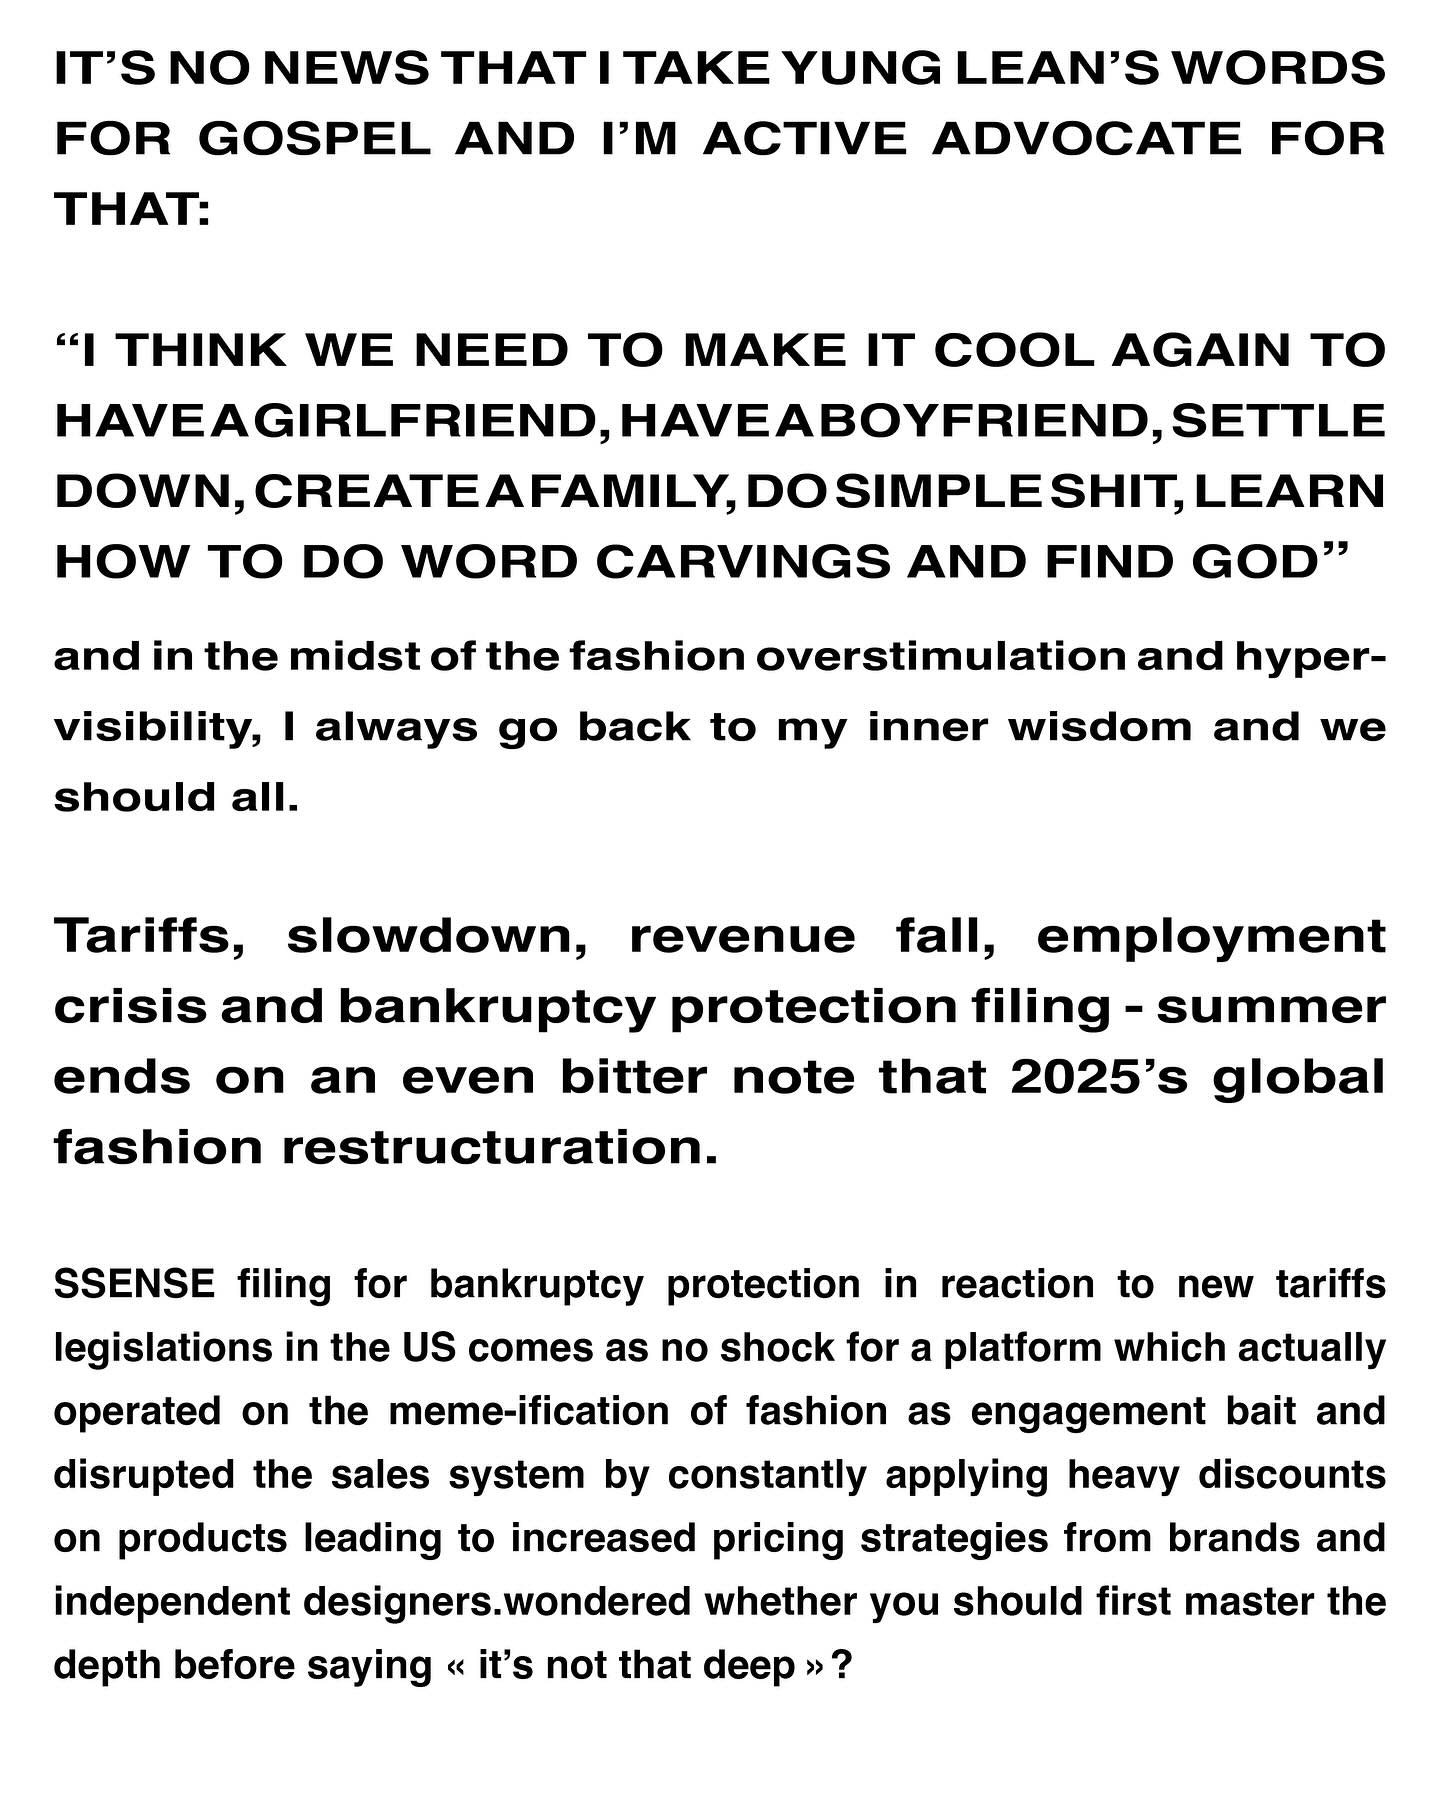 IT’S NO NEWS THAT I TAKE YUNG LEAN’S WORDS
FOR GOSPEL AND I’M ACTIVE ADVOCATE FOR
THAT:
“I THINK WE NEED TO MAKE IT COOL AGAIN TO
HAVE A GIRLFRIEND, HAVE A BOYFRIEND, SETTLE
DOWN, CREATE A FAMILY, DO SIMPLE SHIT, LEARN
HOW TO DO WORD CARVINGS AND FIND GOD”
and in the midst of the fashion overstimulation and hyper-
visibility, I always go back to my inner wisdom and we
should all.
Tariffs, slowdown, revenue fall, employment
crisis and bankruptcy protection filing - summer
ends on an even bitter note that 2025’s global
fashion restructuration.
SSENSE filing for bankruptcy protection in reaction to new tariffs
legislations in the US comes as no shock for a platform which actually
operated on the meme-ification of fashion as engagement bait and
disrupted the sales system by constantly applying heavy discounts
on products leading to increased pricing strategies from brands and
independent designers.wondered whether you should first master the
depth before saying « it’s not that deep » ?